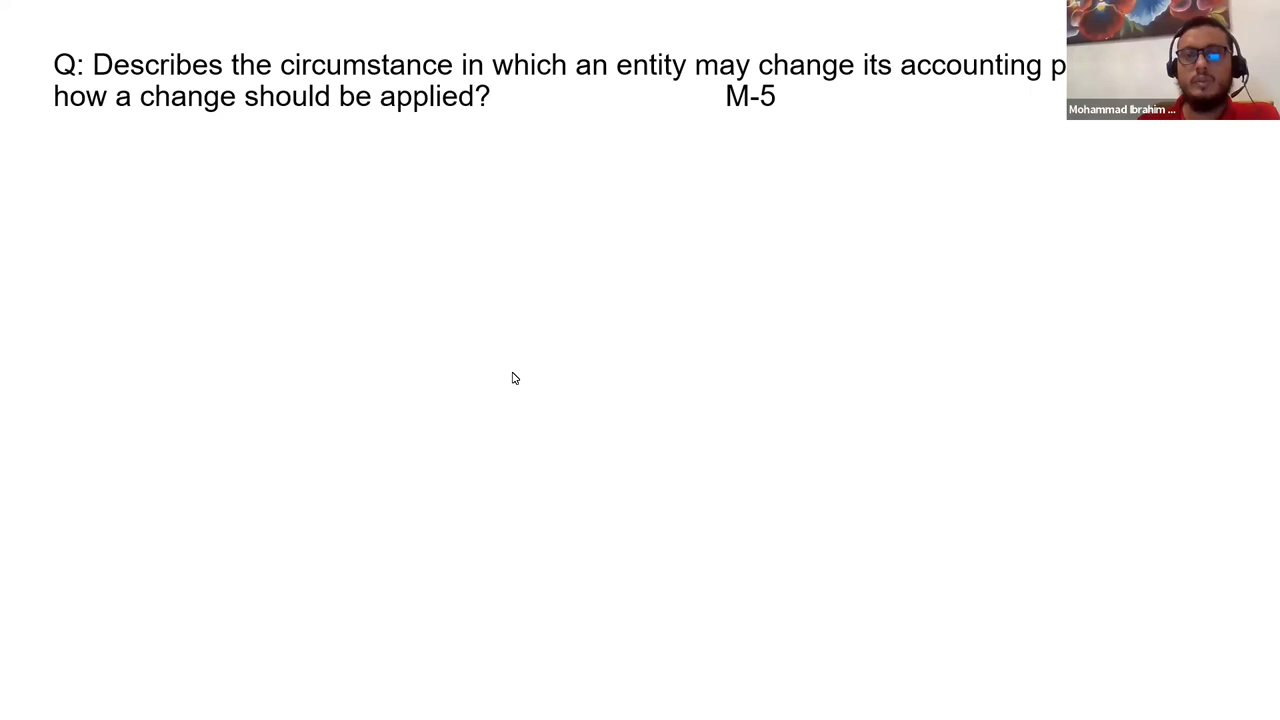 Q: Describes the circumstance in which an entity may change its accounting
how a change should be applied? M-5
Mohammad Ibrahim ...